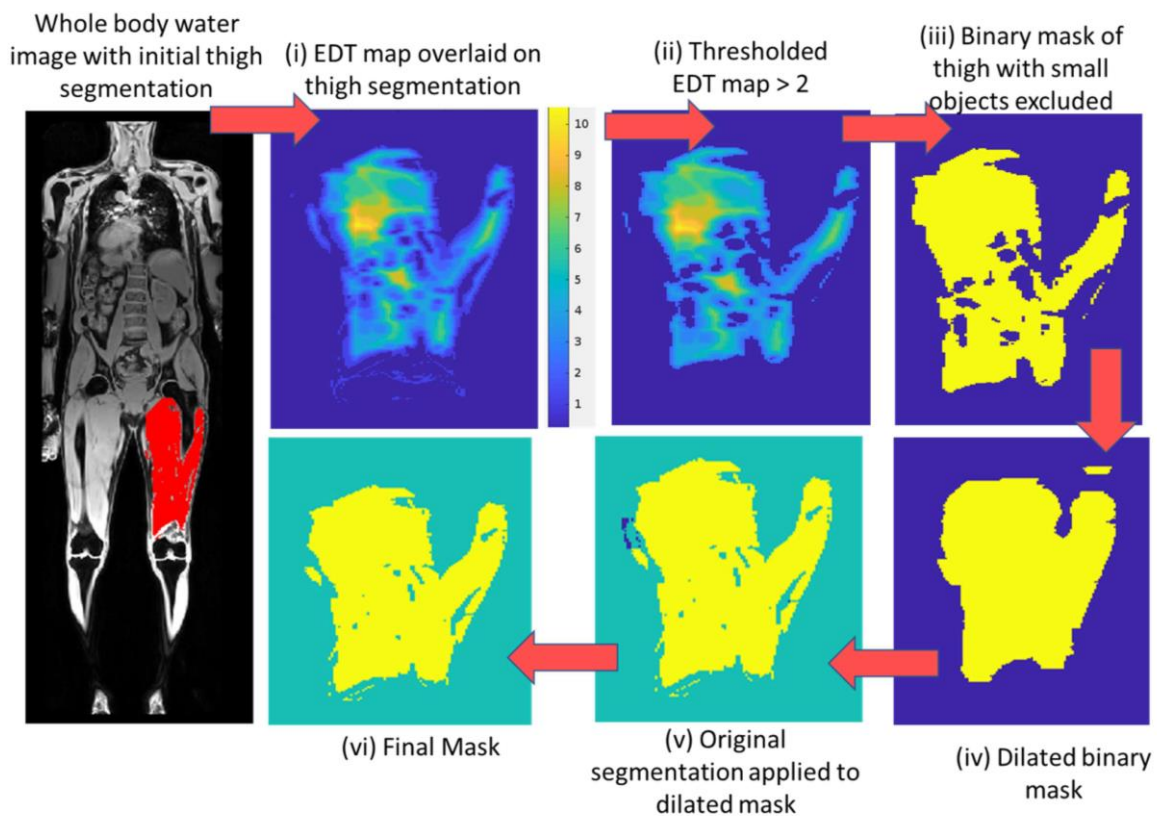 Whole body water
image with initial thigh
segmentation
(i) EDT map overlaid on
thigh segmentation
(ii) Thresholded
EDT map > 2
(iii) Binary mask of
thigh with small
objects excluded
10
9
8
7
6
5
4
3
2
1
(vi) Final Mask
(v) Original
segmentation applied to
dilated mask
(iv) Dilated binary
mask